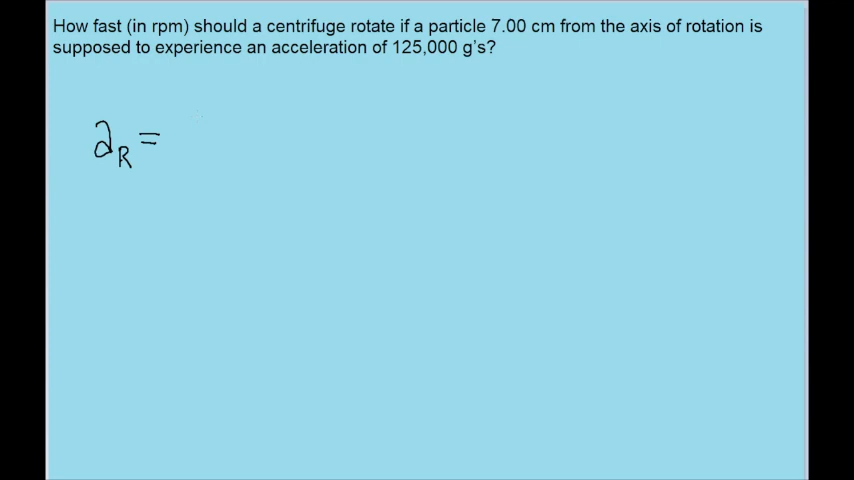 How fast (in rpm) should a centrifuge rotate if a particle 7.00 cm from the axis of rotation is
supposed to experience an acceleration of 125,000 g's?
a_R =